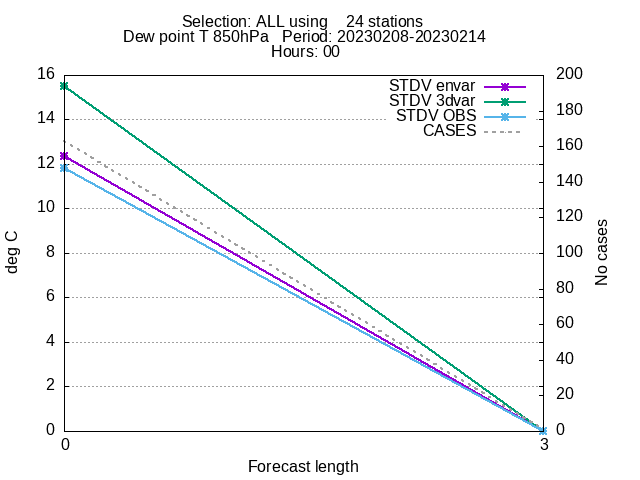 Selection: ALL using    24 stations
Dew point T 850hPa   Period: 20230208-20230214
Hours: 00
16
14
12
10
8
6
4
2
0
200
180
160
140
120
100
80
60
40
20
0
STDV envar
STDV 3dvar
STDV OBS
CASES
deg C
No cases
0
3
Forecast length